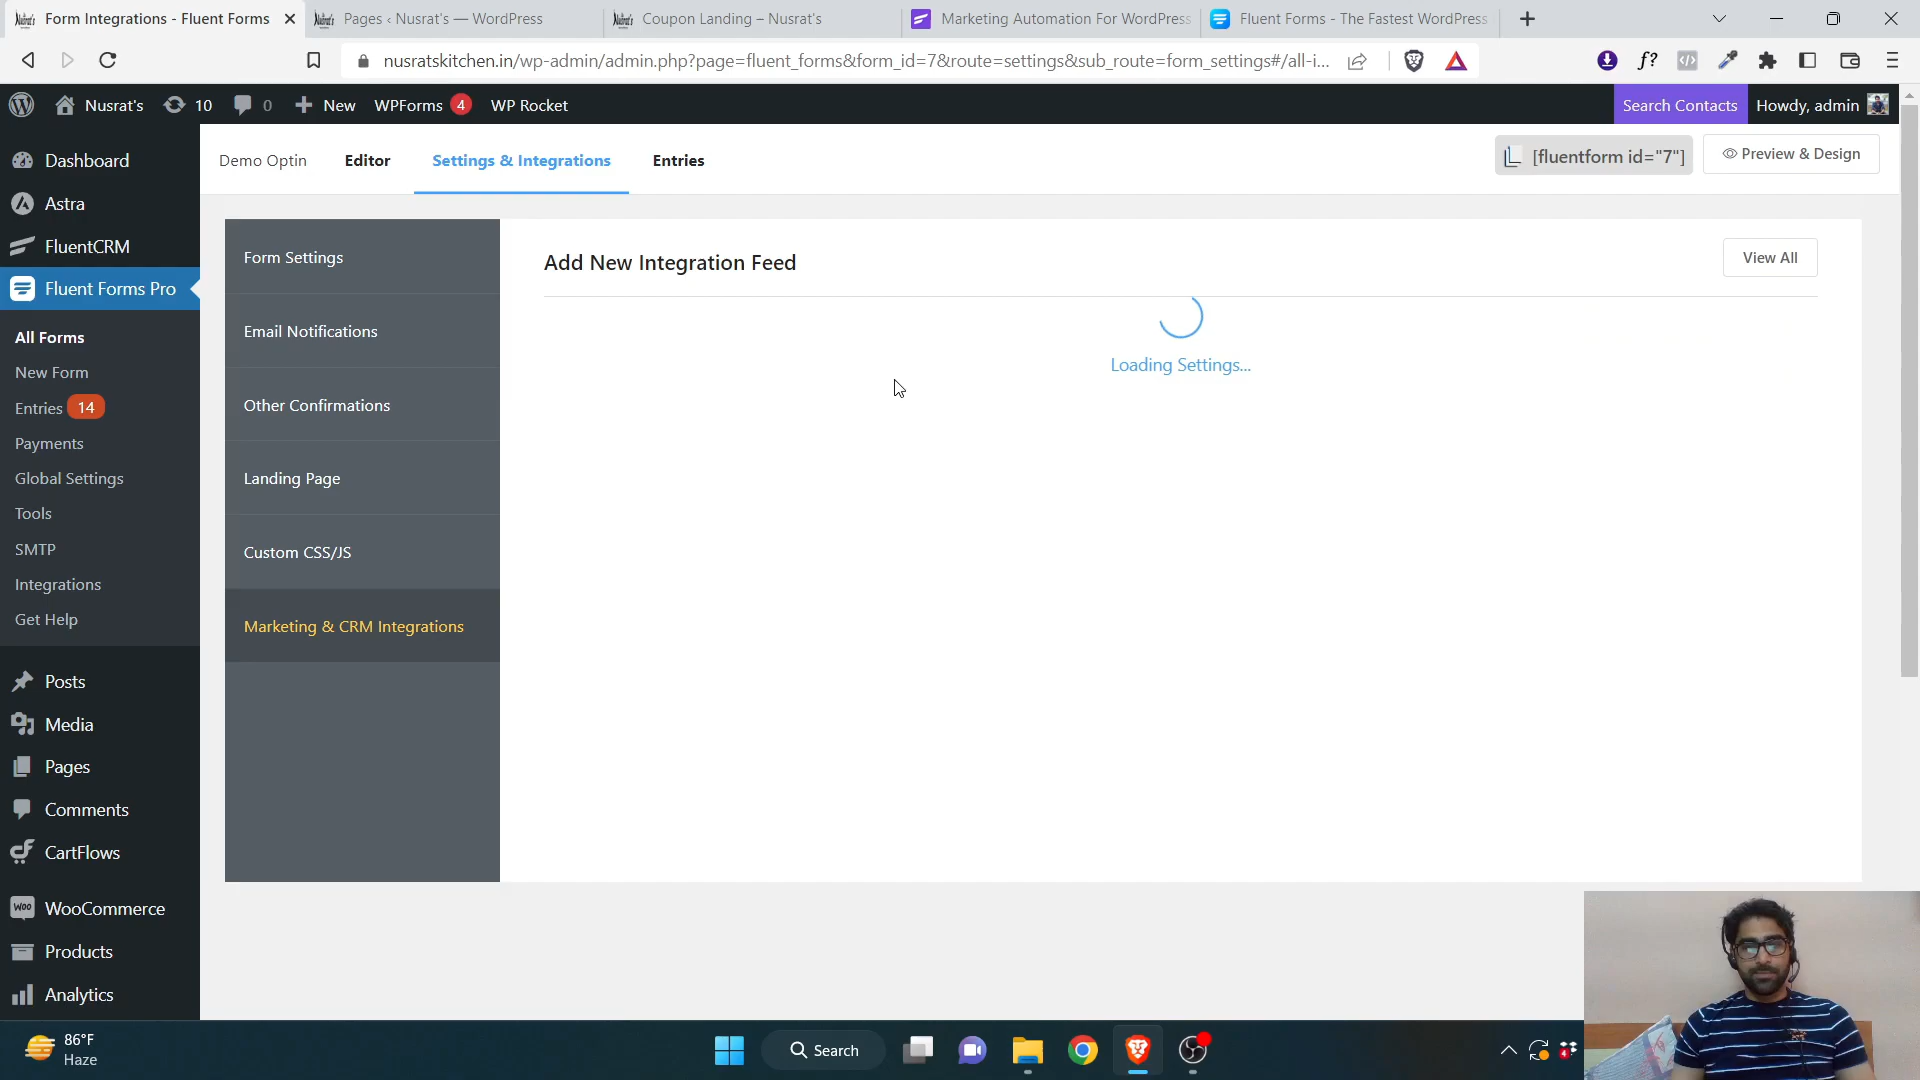 Form Integrations - Fluent Forms
Pages ‹ Nusrat's — WordPress
Coupon Landing – Nusrat's
Marketing Automation For WordPress
Fluent Forms - The Fastest WordPress
nusratskitchen.in/wp-admin/admin.php?page=fluent_forms&form_id=7&route=settings&sub_route=form_settings#/all-i...
f?
Nusrat's
10
0
New
WPForms 4
WP Rocket
Search Contacts
Howdy, admin
Dashboard
Astra
FluentCRM
Fluent Forms Pro
All Forms
New Form
Entries 14
Payments
Global Settings
Tools
SMTP
Integrations
Get Help
Posts
Media
Pages
Comments
CartFlows
WooCommerce
Products
Analytics
Demo Optin
Editor
Settings & Integrations
Entries
[fluentform id="7"]
Preview & Design
Form Settings
Email Notifications
Other Confirmations
Landing Page
Custom CSS/JS
Marketing & CRM Integrations
Add New Integration Feed
View All
Loading Settings...
86°F
Haze
Search
4